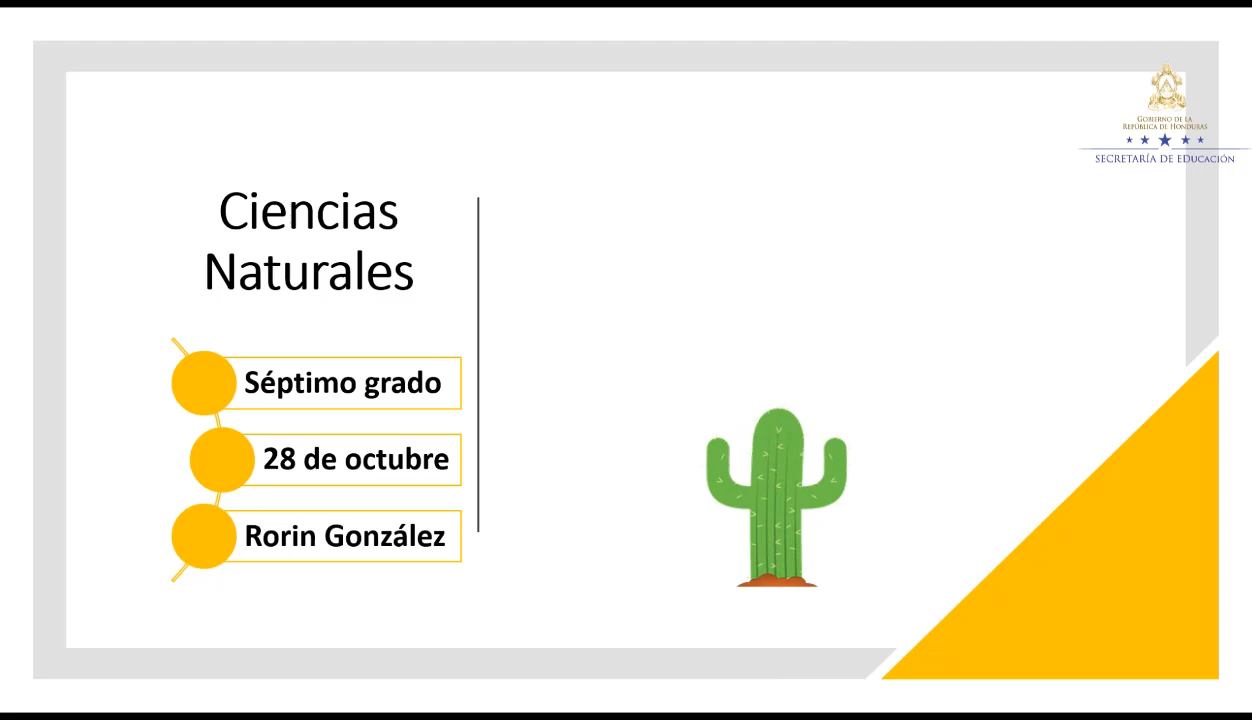 GOBIERNO DE LA
REPÚBLICA DE HONDURAS
SECRETARÍA DE EDUCACIÓN
Ciencias
Naturales
Séptimo grado
28 de octubre
Rorin González